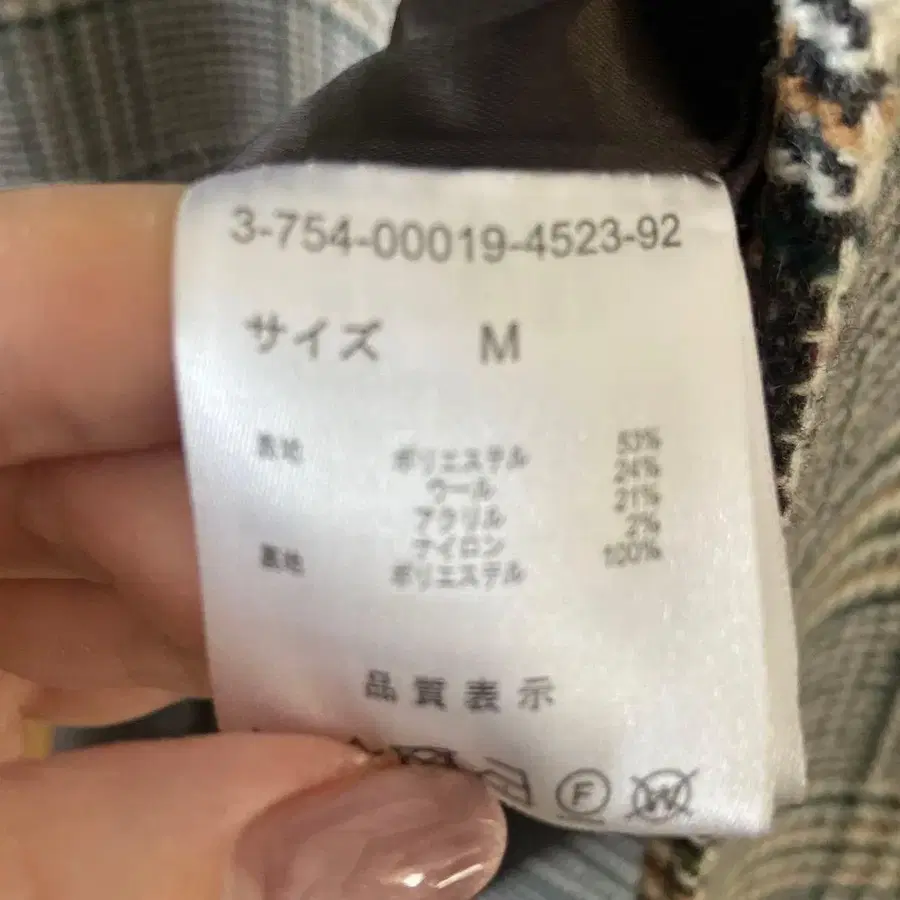 3-754-00019-4523-92
サイズ M
表地 ポリエステル 53%
ウール 24%
アクリル 21%
ナイロン 2%
裏地 ポリエステル 100%
品質表示
F W